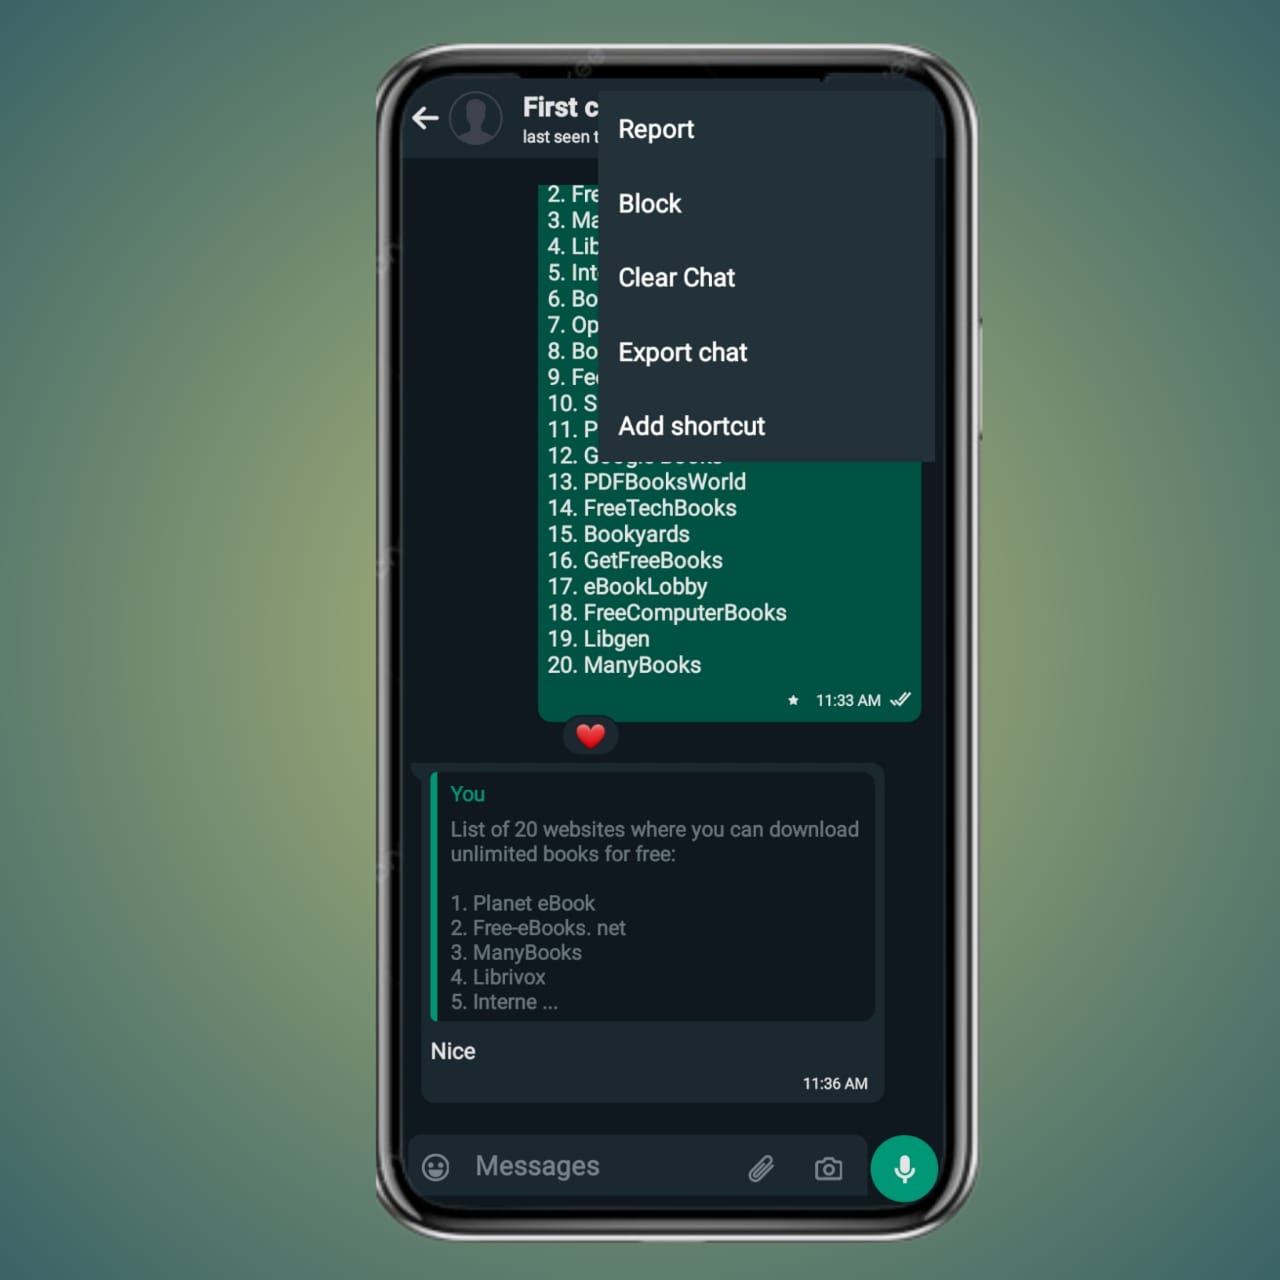 First c
last seen t
Report
Block
Clear Chat
Export chat
Add shortcut
2. Fre
3. Ma
4. Lib
5. Int
6. Bo
7. Op
8. Bo
9. Fe
10. S
11. P
12. Google Books
13. PDFBooksWorld
14. FreeTechBooks
15. Bookyards
16. GetFreeBooks
17. eBookLobby
18. FreeComputerBooks
19. Libgen
20. ManyBooks
11:33 AM
You
List of 20 websites where you can download
unlimited books for free:
1. Planet eBook
2. Free-eBooks. net
3. ManyBooks
4. Librivox
5. Interne ...
Nice
11:36 AM
Messages